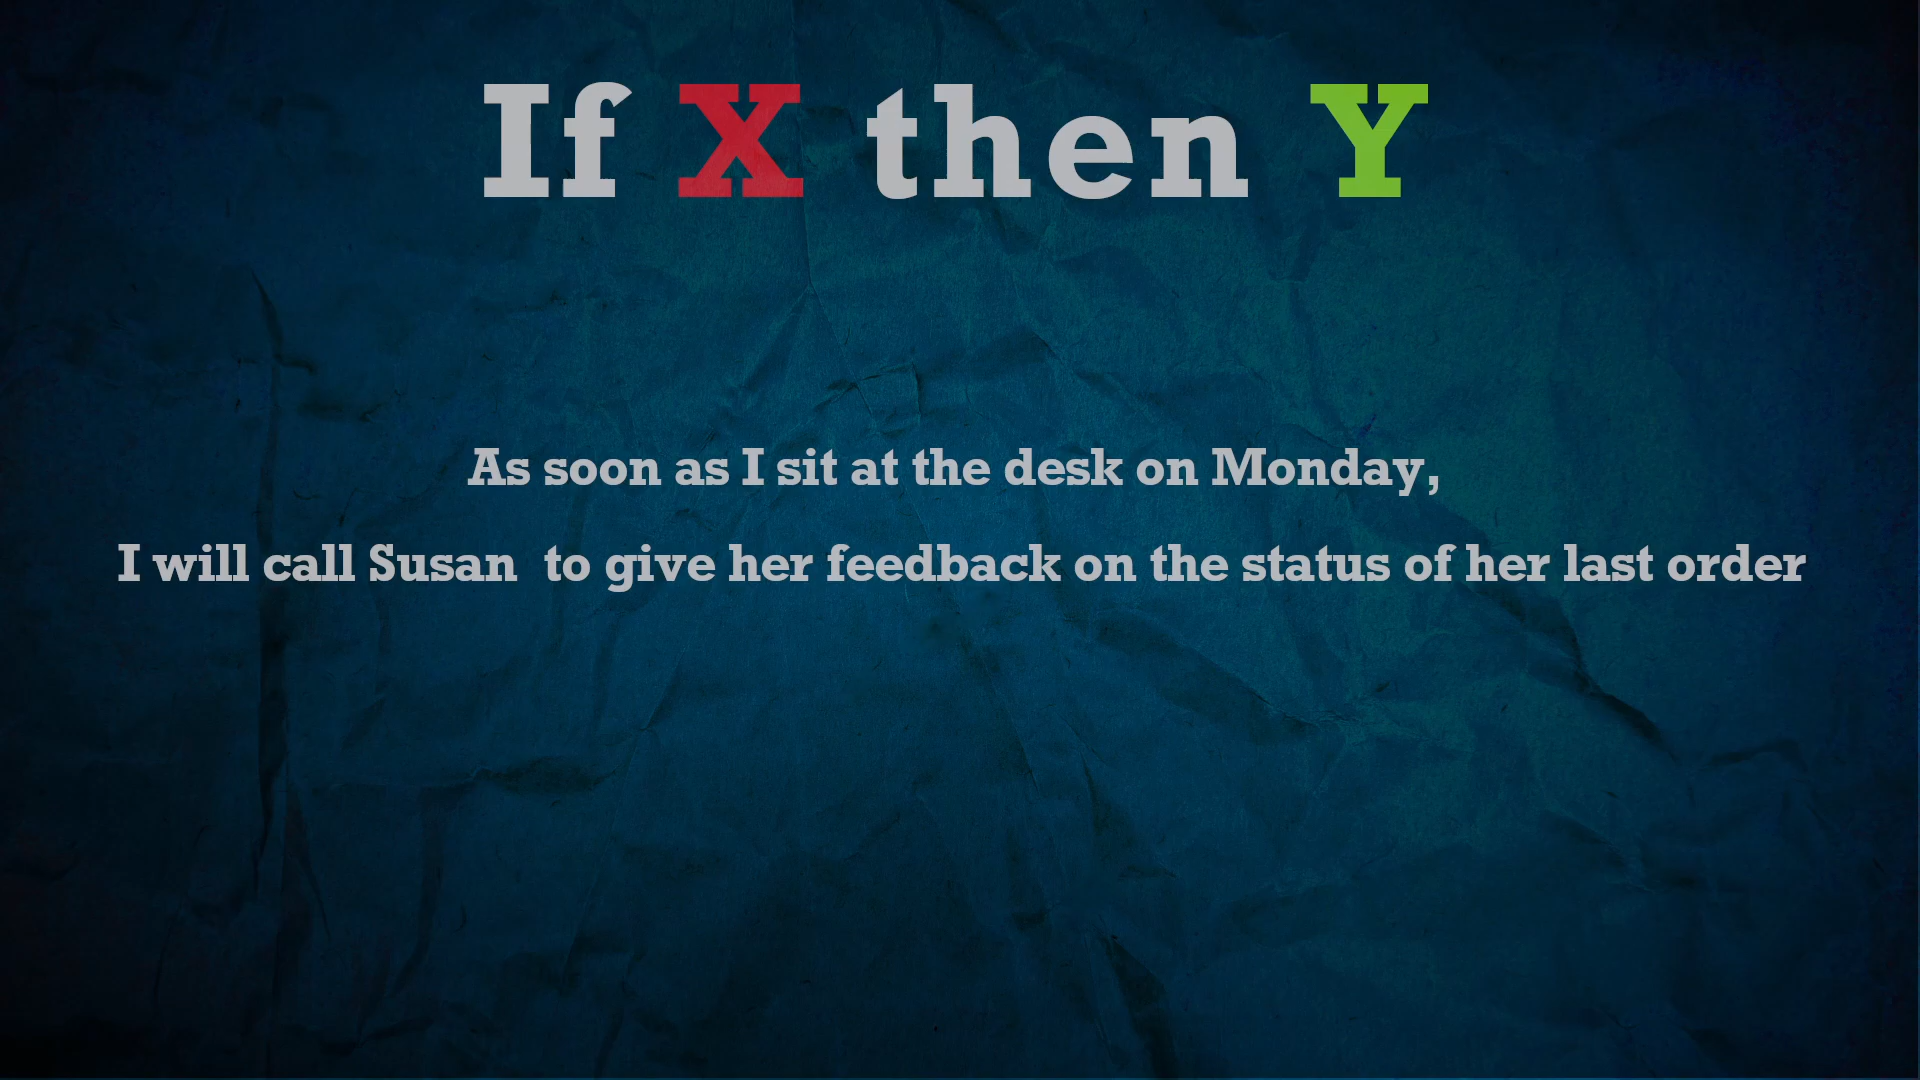 If X then Y
As soon as I sit at the desk on Monday,
I will call Susan  to give her feedback on the status of her last order